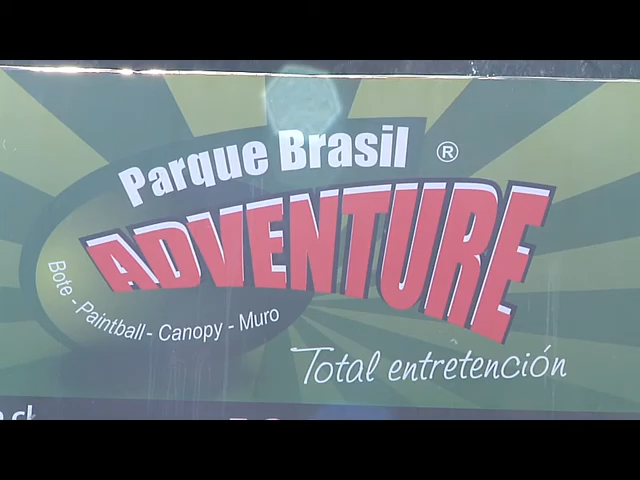 Parque Brasil ®
ADVENTURE
Bote - Paintball - Canopy - Muro
Total entretención